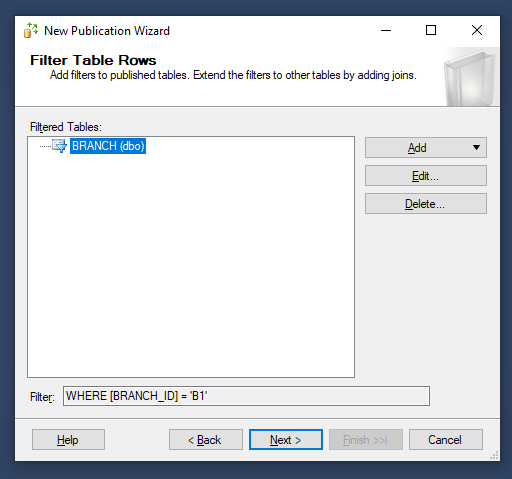 New Publication Wizard
Filter Table Rows
Add filters to published tables. Extend the filters to other tables by adding joins.
Filtered Tables:
BRANCH (dbo)
Add
Edit...
Delete...
Filter:
WHERE [BRANCH_ID] = 'B1'
Help
< Back
Next >
Finish >>|
Cancel